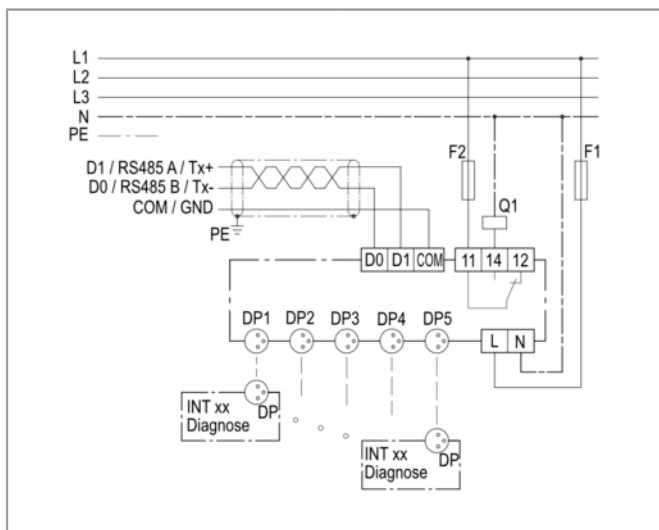 L1
L2
L3
N
PE
F2
F1
D1 / RS485 A / Tx+
D0 / RS485 B / Tx-
COM / GND
Q1
PE
D0 D1 COM
11 14 12
DP1 DP2 DP3 DP4 DP5
L N
INT xx
Diagnose
DP
INT xx
Diagnose
DP